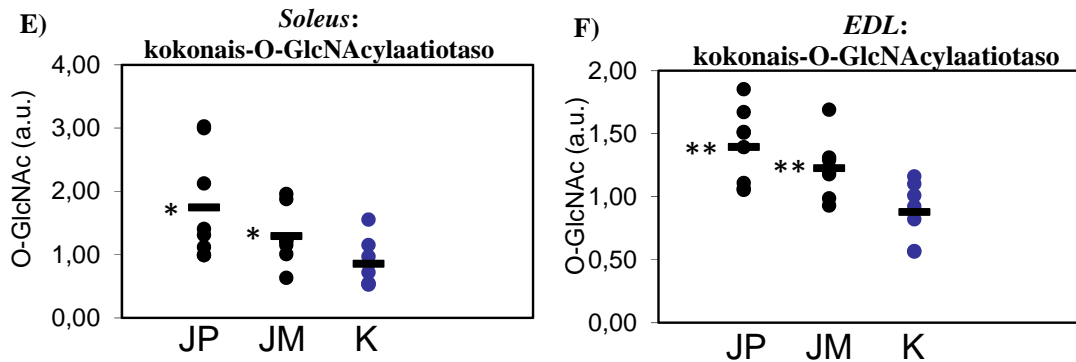 E)
Soleus:
kokonais-O-GlcNAcylaatiotaso
O-GlcNAc (a.u.)
4,00
3,00
2,00
1,00
0,00
*
*
JP JM K
F)
EDL:
kokonais-O-GlcNAcylaatiotaso
O-GlcNAc (a.u.)
2,00
1,50
1,00
0,50
0,00
**
**
JP JM K